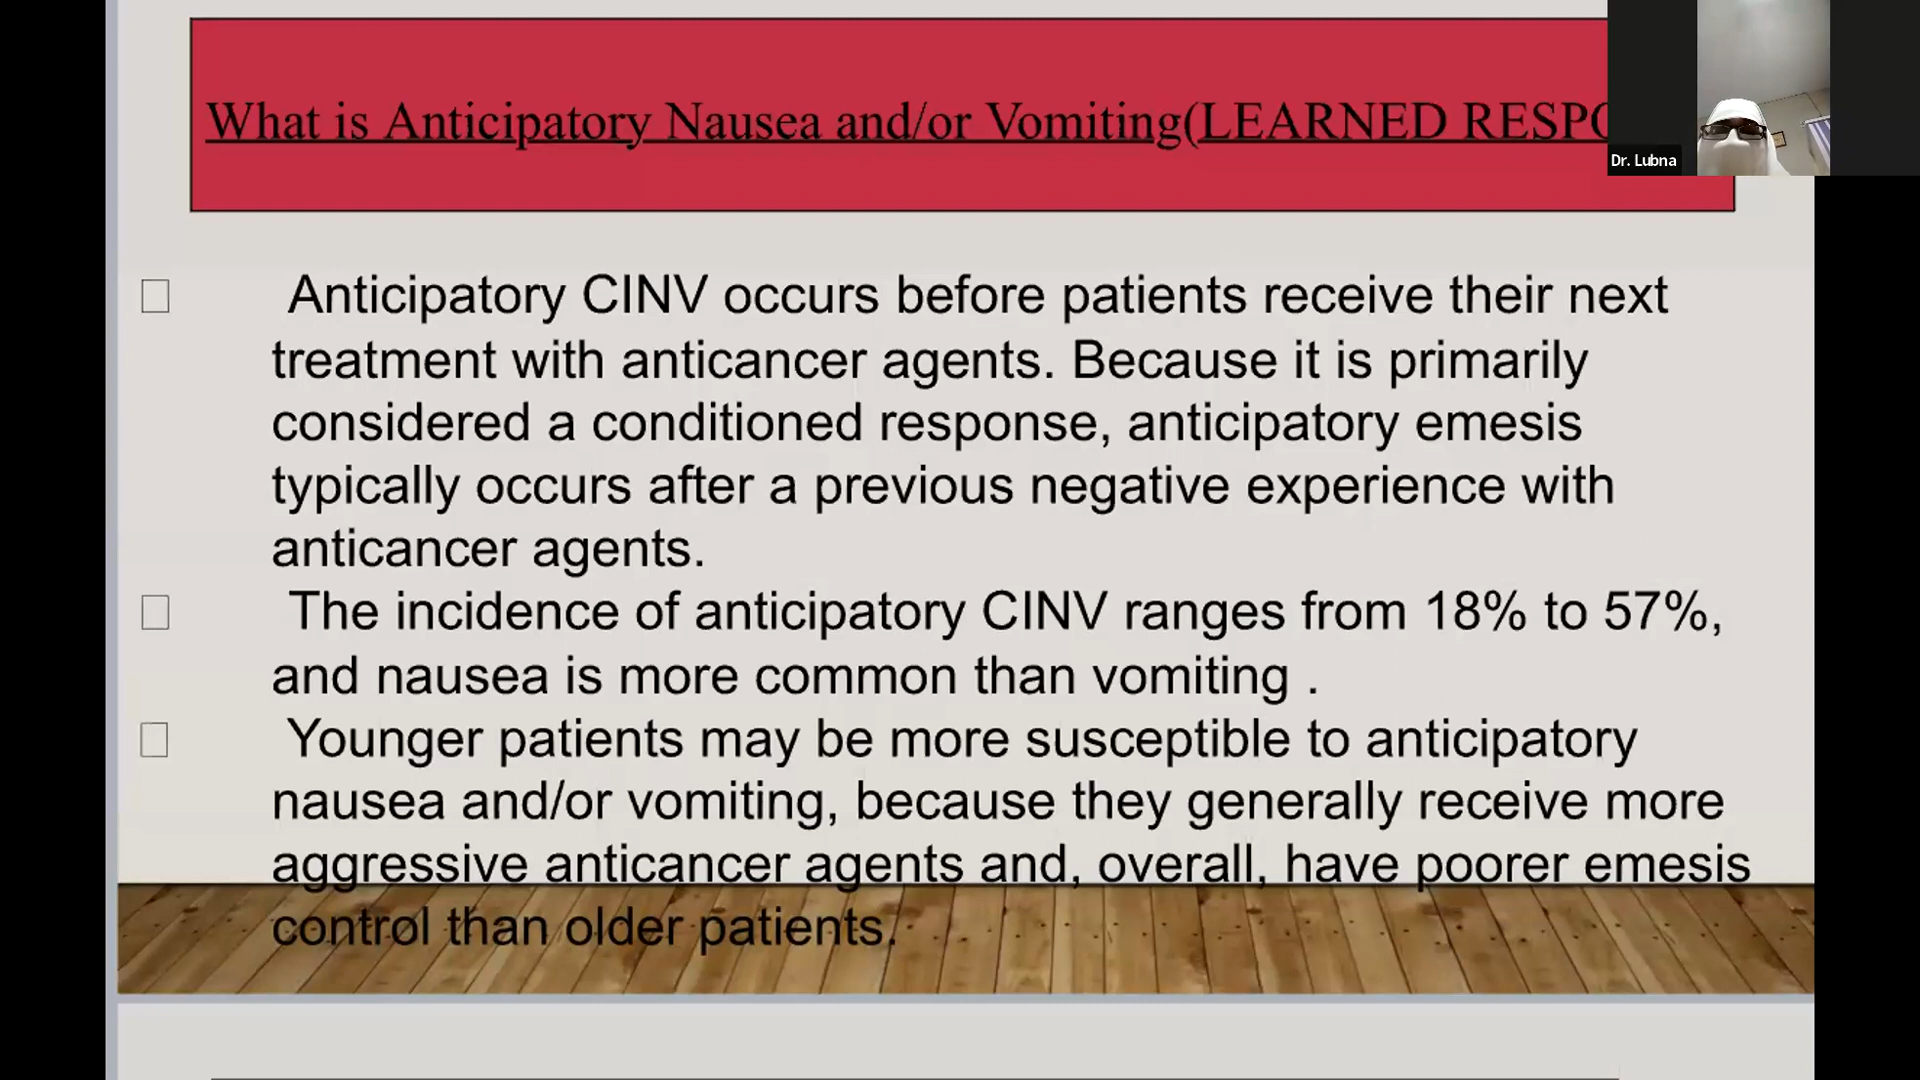 What is Anticipatory Nausea and/or Vomiting(LEARNED RESPO
Dr. Lubna
Anticipatory CINV occurs before patients receive their next
treatment with anticancer agents. Because it is primarily
considered a conditioned response, anticipatory emesis
typically occurs after a previous negative experience with
anticancer agents.
The incidence of anticipatory CINV ranges from 18% to 57%,
and nausea is more common than vomiting .
Younger patients may be more susceptible to anticipatory
nausea and/or vomiting, because they generally receive more
aggressive anticancer agents and, overall, have poorer emesis
control than older patients.